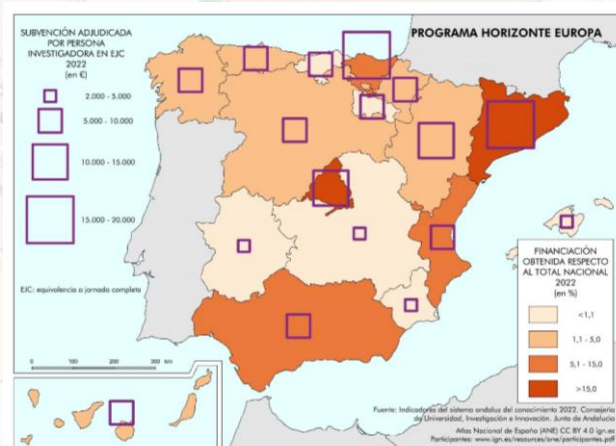 PROGRAMA HORIZONTE EUROPA
SUBVENCIÓN ADJUDICADA
POR PERSONA
INVESTIGADORA EN EJC
2022
(en €)
2.000 - 5.000
5.000 - 10.000
10.000 - 15.000
15.000 - 20.000
EJC: equivalencia a jornada completa
0 100 200 300 km
FINANCIACIÓN
OBTENIDA RESPECTO
AL TOTAL NACIONAL
2022
(en %)
<1,1
1,1 - 5,0
5,1 - 15,0
>15,0
Fuente: Indicadores del sistema andaluz del conocimiento 2022. Consejería
de Universidad, Investigación e Innovación. Junta de Andalucía
Atlas Nacional de España (ANE) CC BY 4.0 ign.es
Participantes: www.ign.es/resources/ane/participantes.pdf